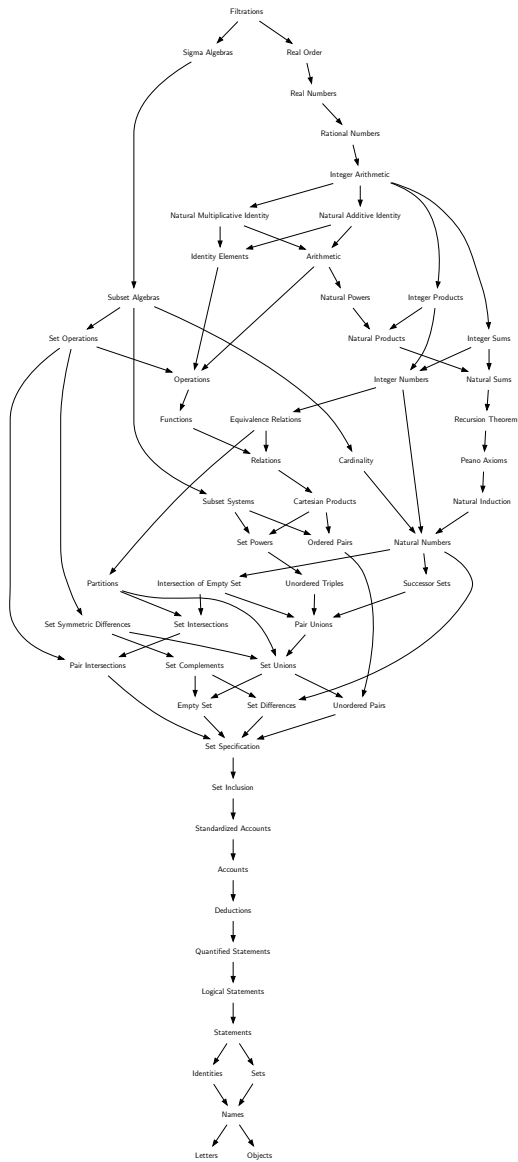 Filtrations
Sigma Algebras
Real Order
Real Numbers
Rational Numbers
Integer Arithmetic
Natural Multiplicative Identity
Natural Additive Identity
Identity Elements
Arithmetic
Subset Algebras
Natural Powers
Integer Products
Set Operations
Natural Products
Integer Sums
Operations
Integer Numbers
Natural Sums
Functions
Equivalence Relations
Recursion Theorem
Relations
Cardinality
Peano Axioms
Subset Systems
Cartesian Products
Natural Induction
Set Powers
Ordered Pairs
Natural Numbers
Partitions
Intersection of Empty Set
Unordered Triples
Successor Sets
Set Symmetric Differences
Set Intersections
Pair Unions
Pair Intersections
Set Complements
Set Unions
Empty Set
Set Differences
Unordered Pairs
Set Specification
Set Inclusion
Standardized Accounts
Accounts
Deductions
Quantified Statements
Logical Statements
Statements
Identities
Sets
Names
Letters
Objects